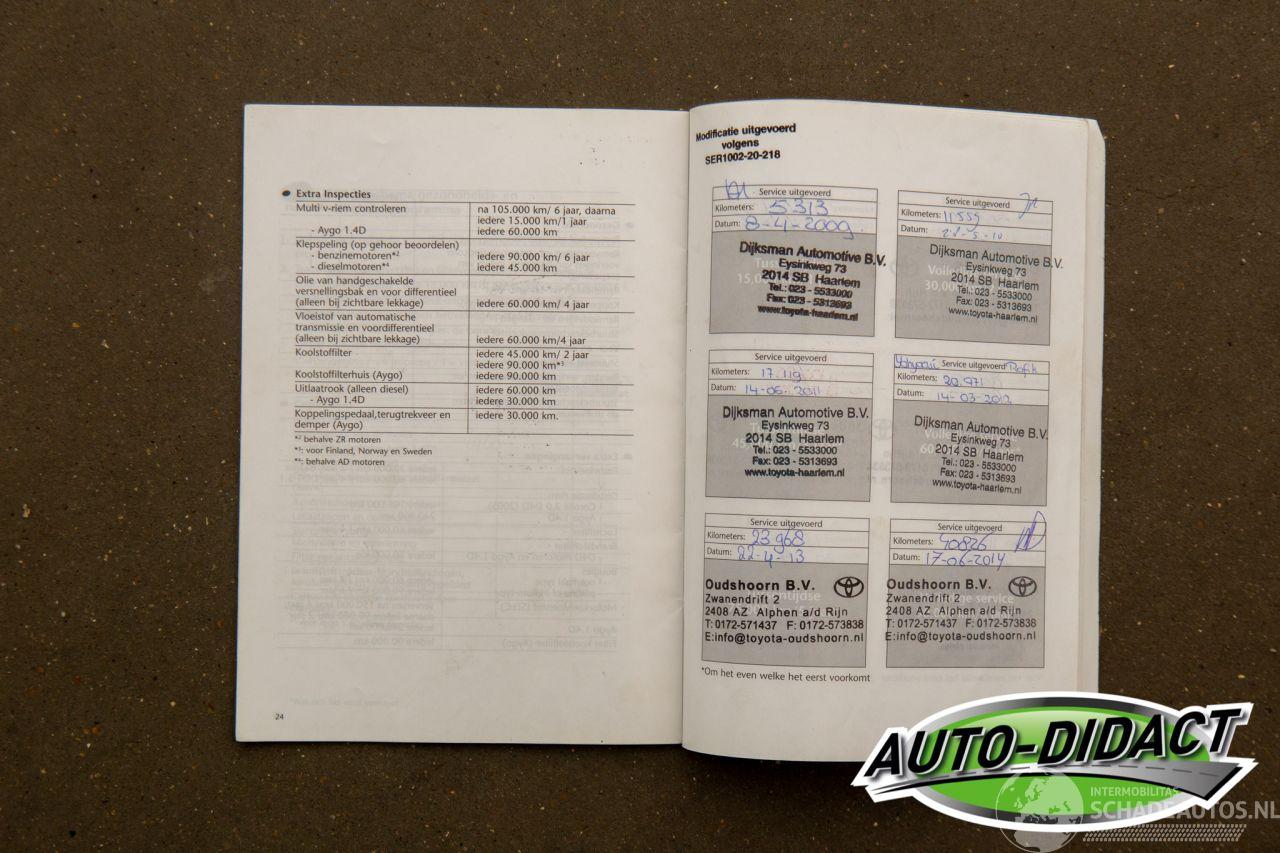 Extra Inspecties
Multi v-riem controleren
na 105.000 km/ 6 jaar, daarna
iedere 15.000 km/1 jaar
- Aygo 1.4D
iedere 60.000 km
Klepspeling (op gehoor beoordelen)
- benzinemotoren*2
iedere 90.000 km/ 6 jaar
- dieselmotoren*4
iedere 45.000 km
Olie van handgeschakelde
versnellingsbak en voor differentieel
(alleen bij zichtbare lekkage)
iedere 60.000 km/ 4 jaar
Vloeistof van automatische
transmissie en voordifferentieel
(alleen bij zichtbare lekkage)
iedere 60.000 km/4 jaar
Koolstoffilter
iedere 45.000 km/ 2 jaar
iedere 90.000 km*3
Koolstoffilterhuis (Aygo)
iedere 90.000 km
Uitlaatrook (alleen diesel)
iedere 60.000 km
- Aygo 1.4D
iedere 30.000 km
Koppelingspedaal,terugtrekveer en
demper (Aygo)
iedere 30.000 km.
*2 behalve ZR motoren
*3: voor Finland, Norway en Sweden
*4: behalve AD motoren
24
Modificatie uitgevoerd
volgens
SER1002-20-218
Service uitgevoerd
Kilometers: 5313
Datum: 8-4-2009
Dijksman Automotive B.V.
Eysinkweg 73
2014 SB Haarlem
Tel.: 023 - 5533000
Fax: 023 - 5313693
www.toyota-haarlem.nl
Service uitgevoerd
Kilometers: 11559
Datum: 28-5-10
Dijksman Automotive B.V.
Eysinkweg 73
2014 SB Haarlem
Tel.: 023 - 5533000
Fax: 023 - 5313693
www.toyota-haarlem.nl
Service uitgevoerd
Kilometers: 17.119
Datum: 14-06-2011
Dijksman Automotive B.V.
Eysinkweg 73
2014 SB Haarlem
Tel.: 023 - 5533000
Fax: 023 - 5313693
www.toyota-haarlem.nl
Service uitgevoerd
Kilometers: 20.971
Datum: 14-03-2012
Dijksman Automotive B.V.
Eysinkweg 73
2014 SB Haarlem
Tel.: 023 - 5533000
Fax: 023 - 5313693
www.toyota-haarlem.nl
Service uitgevoerd
Kilometers: 23968
Datum: 22-4-13
Oudshoorn B.V.
Zwanendrift 2
2408 AZ Alphen a/d Rijn
T: 0172-571437 F: 0172-573838
E:info@toyota-oudshoorn.nl
Service uitgevoerd
Kilometers: 40826
Datum: 17-06-2014
Oudshoorn B.V.
Zwanendrift 2
2408 AZ Alphen a/d Rijn
T: 0172-571437 F: 0172-573838
E:info@toyota-oudshoorn.nl
*Om het even welke het eerst voorkomt
AUTO-DIDACT
INTERMOBILITAS
SCHADEAUTOS.NL